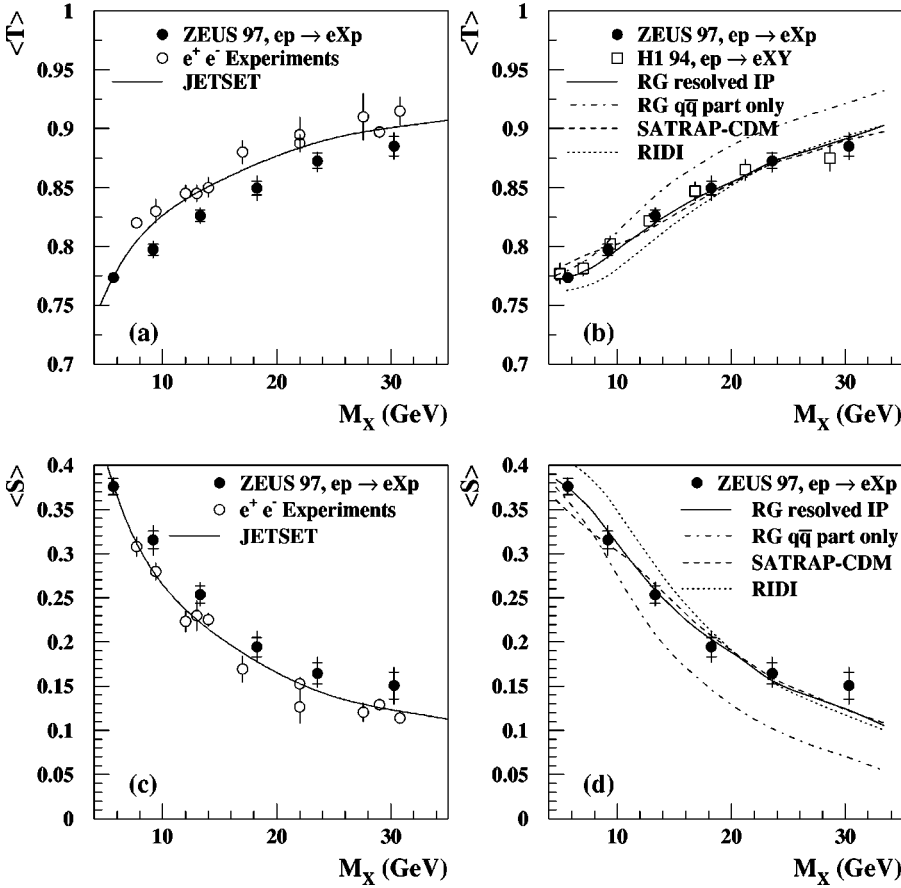 <T>
1
0.95
0.9
0.85
0.8
0.75
0.7
ZEUS 97, ep → eXp
e⁺ e⁻ Experiments
JETSET
(a)
10
20
30
M_X (GeV)
<T>
1
0.95
0.9
0.85
0.8
0.75
0.7
ZEUS 97, ep → eXp
H1 94, ep → eXY
RG resolved IP
RG qq̅ part only
SATRAP-CDM
RIDI
(b)
10
20
30
M_X (GeV)
<S>
0.4
0.35
0.3
0.25
0.2
0.15
0.1
0.05
0
ZEUS 97, ep → eXp
e⁺ e⁻ Experiments
JETSET
(c)
10
20
30
M_X (GeV)
<S>
0.4
0.35
0.3
0.25
0.2
0.15
0.1
0.05
0
ZEUS 97, ep → eXp
RG resolved IP
RG qq̅ part only
SATRAP-CDM
RIDI
(d)
10
20
30
M_X (GeV)